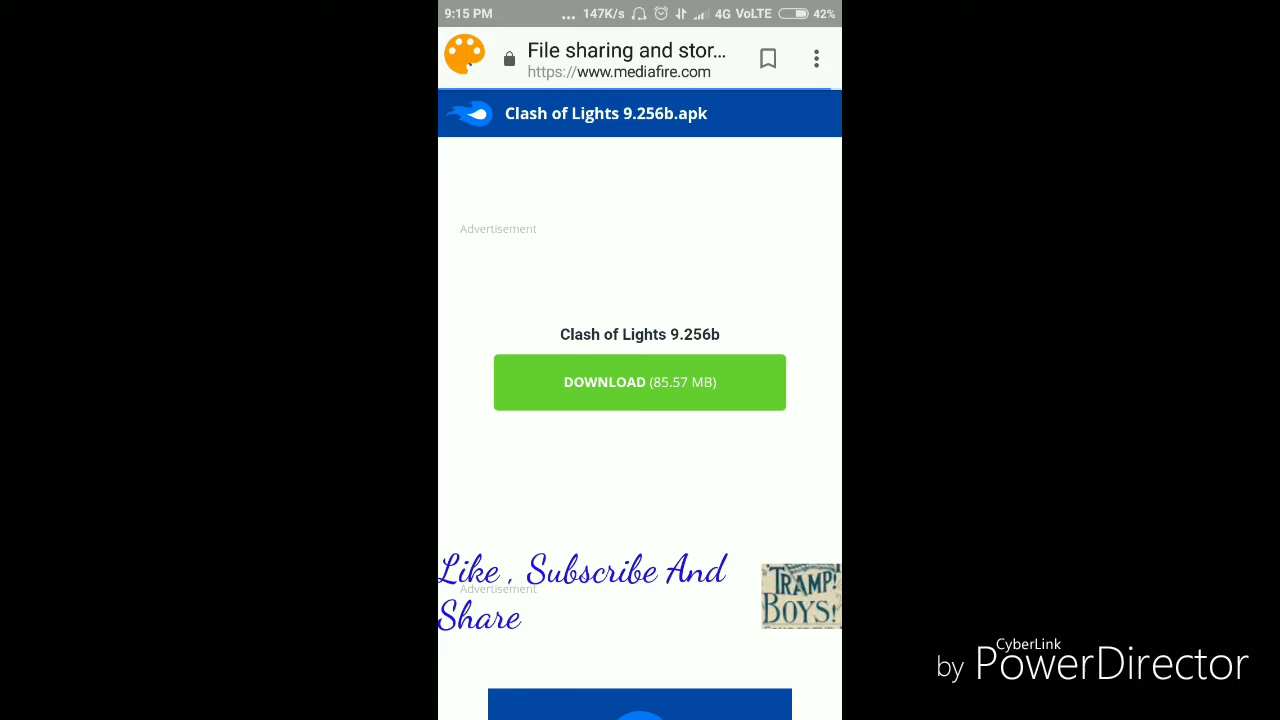 9:15 PM ... 147K/s 4G VoLTE 42%
File sharing and stor...
https://www.mediafire.com
Clash of Lights 9.256b.apk
Advertisement
Clash of Lights 9.256b
DOWNLOAD (85.57 MB)
Like , Subscribe And
Advertisement
Share
TRAMP!
BOYS!
CyberLink
by PowerDirector